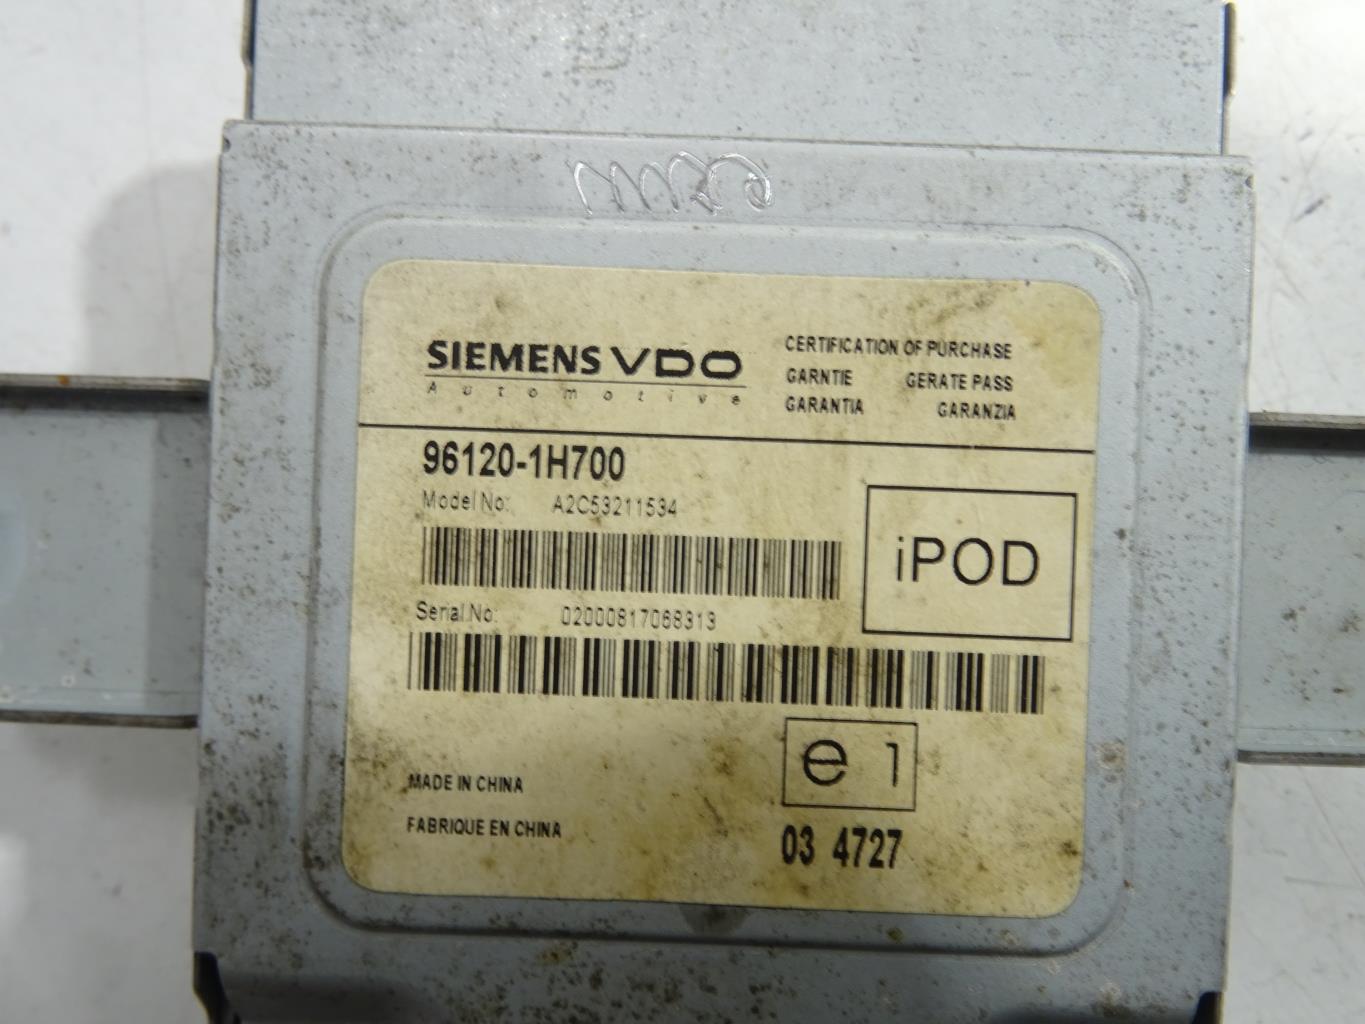 SIEMENS VDO
Automotive
CERTIFICATION OF PURCHASE
GARNTIE GERATE PASS
GARANTIA GARANZIA
96120-1H700
Model No: A2C53211534
iPOD
Serial.No: 02000817068313
e 1
MADE IN CHINA
FABRIQUE EN CHINA
03 4727